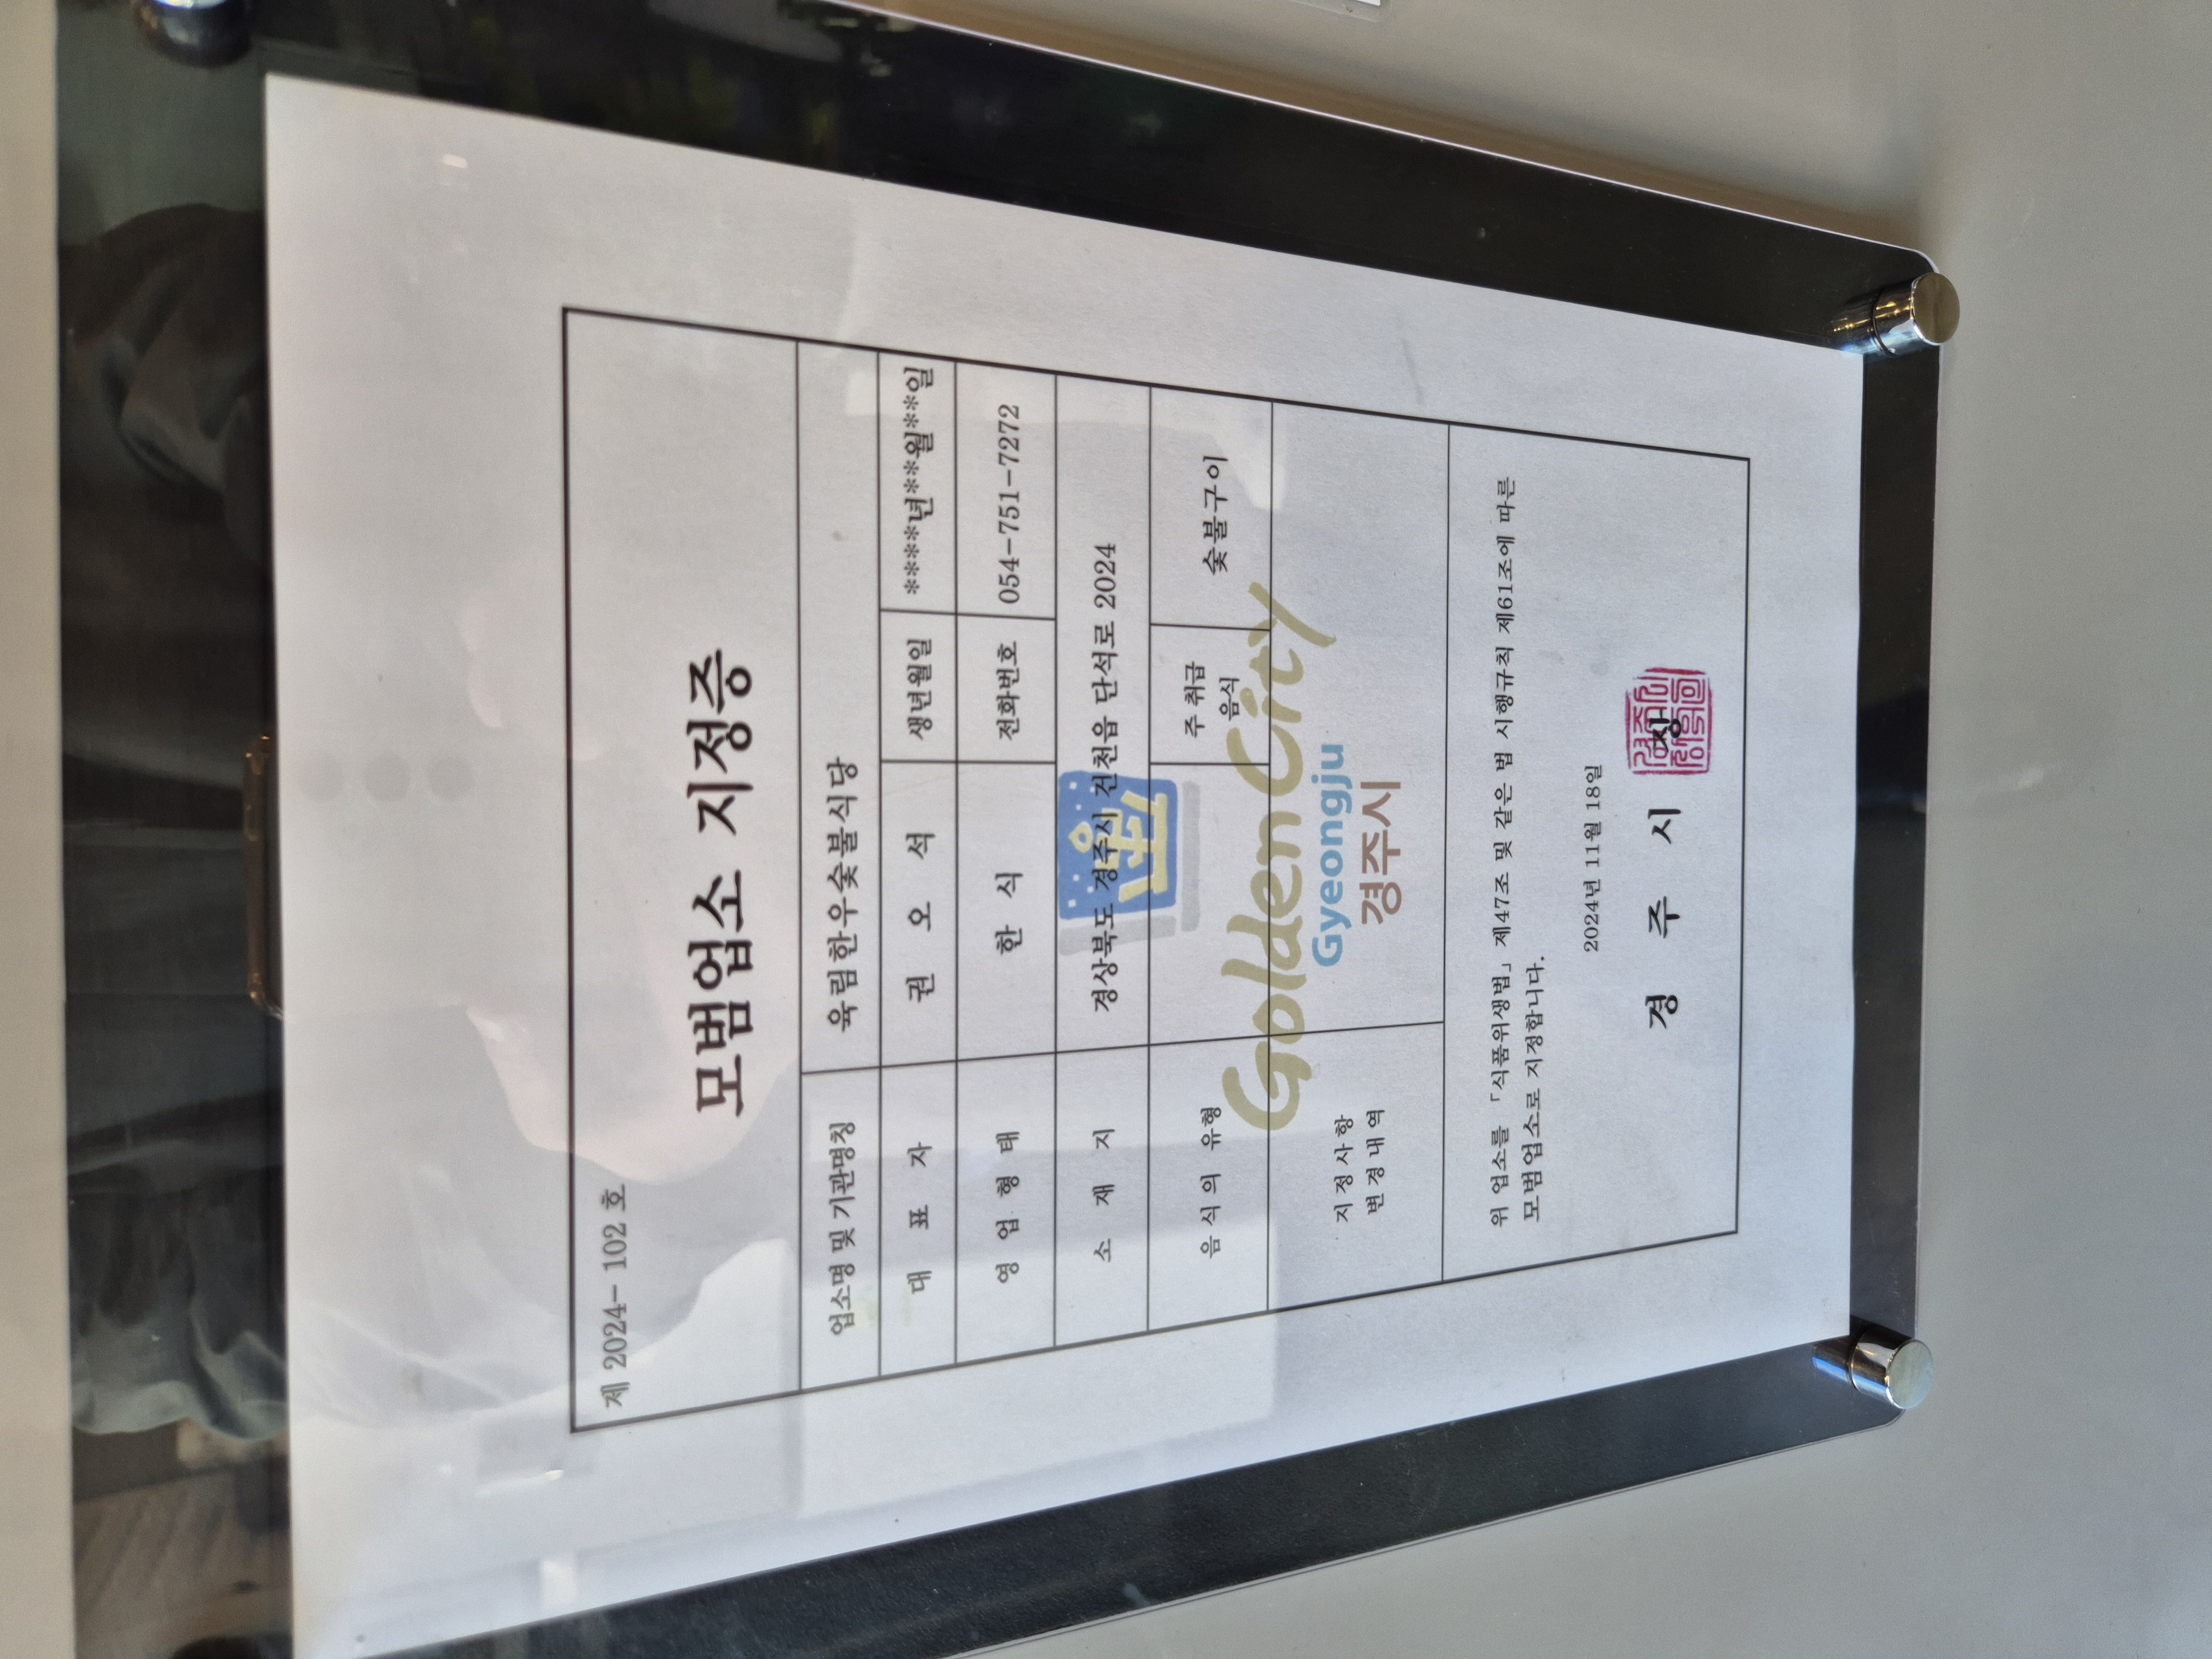 제 2024- 102 호
모범업소 지정증
업소명 및 기관명칭 육림한우숯불식당
대 표 자 권 오 석 생년월일 ****년**월**일
영 업 형 태 한 식 전화번호 054-751-7272
소 재 지 경상북도 경주시 건천읍 단석로 2024
음 식 의 유형 주 취급 음식 숯불구이
지 정 사 항
변 경 내 역
Golden City
Gyeongju
경주시
위 업소를 「식품위생법」 제47조 및 같은 법 시행규칙 제61조에 따른
모범업소로 지정합니다.
2024년 11월 18일
경 주 시 장